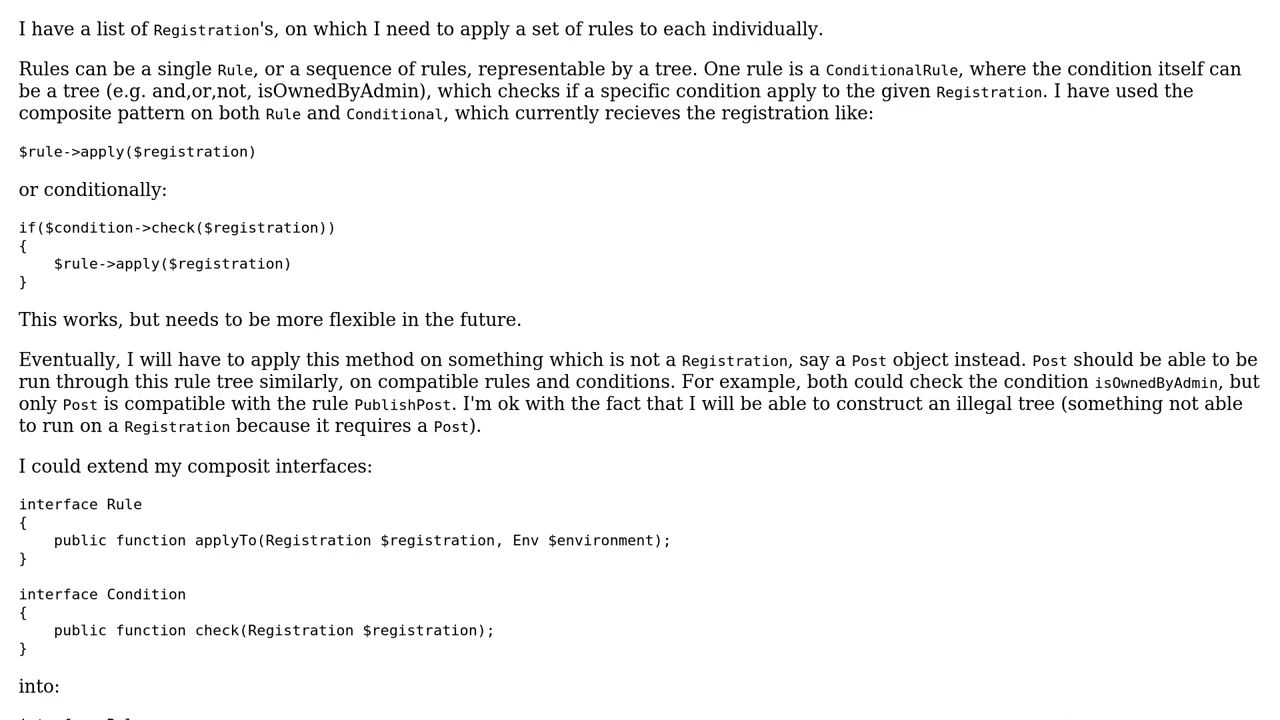 I have a list of Registration's, on which I need to apply a set of rules to each individually.
Rules can be a single Rule, or a sequence of rules, representable by a tree. One rule is a ConditionalRule, where the condition itself can
be a tree (e.g. and,or,not, isOwnedByAdmin), which checks if a specific condition apply to the given Registration. I have used the
composite pattern on both Rule and Conditional, which currently recieves the registration like:
$rule->apply($registration)
or conditionally:
if($condition->check($registration))
{
    $rule->apply($registration)
}
This works, but needs to be more flexible in the future.
Eventually, I will have to apply this method on something which is not a Registration, say a Post object instead. Post should be able to be
run through this rule tree similarly, on compatible rules and conditions. For example, both could check the condition isOwnedByAdmin, but
only Post is compatible with the rule PublishPost. I'm ok with the fact that I will be able to construct an illegal tree (something not able
to run on a Registration because it requires a Post).
I could extend my composit interfaces:
interface Rule
{
    public function applyTo(Registration $registration, Env $environment);
}
interface Condition
{
    public function check(Registration $registration);
}
into: